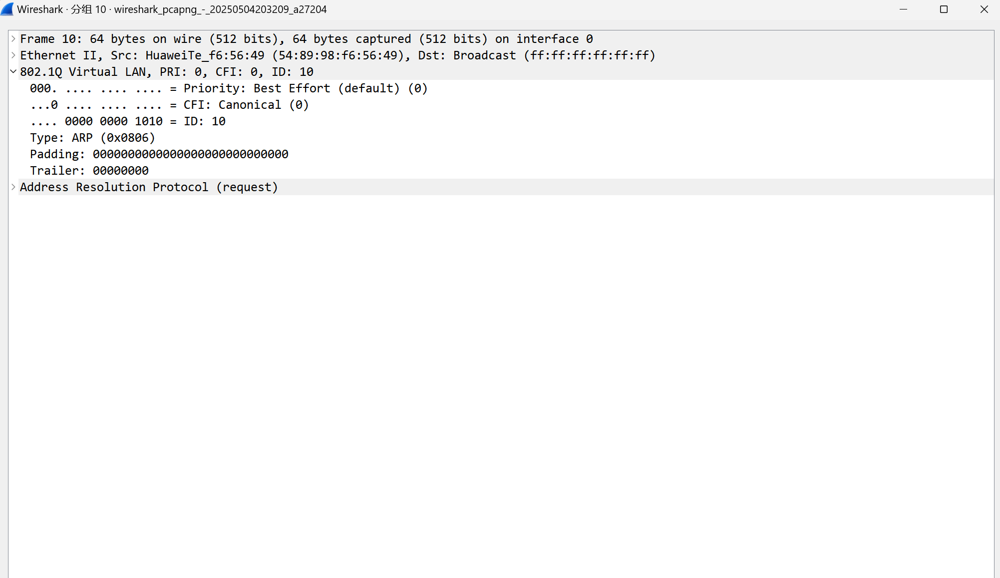 Wireshark · 分组 10 · wireshark_pcapng_-_20250504203209_a27204
Frame 10: 64 bytes on wire (512 bits), 64 bytes captured (512 bits) on interface 0
Ethernet II, Src: HuaweiTe_f6:56:49 (54:89:98:f6:56:49), Dst: Broadcast (ff:ff:ff:ff:ff:ff)
802.1Q Virtual LAN, PRI: 0, CFI: 0, ID: 10
000. .... .... .... = Priority: Best Effort (default) (0)
...0 .... .... .... = CFI: Canonical (0)
.... 0000 0000 1010 = ID: 10
Type: ARP (0x0806)
Padding: 0000000000000000000000000000
Trailer: 00000000
Address Resolution Protocol (request)